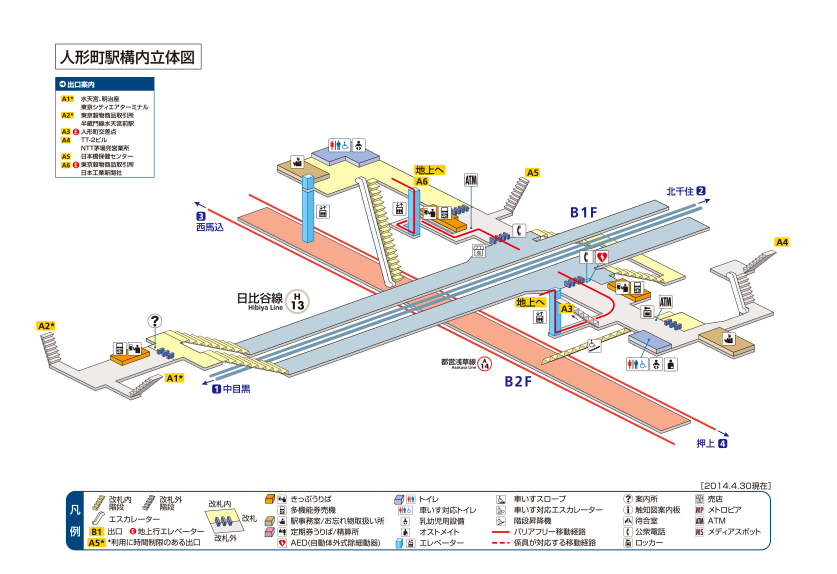 人形町駅構内立体図
出口案内
A1* 水天宮、明治座
東京シティエアターミナル
A2* 東京穀物商品取引所
半蔵門線水天宮前駅
A3 E 人形町交差点
A4 TT-2ビル
NTT茅場兜営業所
A5 日本橋保健センター
A6 E 東京穀物商品取引所
日本工業新聞社
地上へ
A6
ATM
A5
北千住 2
B1F
3
西馬込
A4
日比谷線
Hibiya Line
H
13
地上へ
A3
ATM
A2*
?
A1*
1 中目黒
都営浅草線
Asakusa Line
A
14
B2F
押上 4
[2014.4.30現在]
凡例
改札内
階段
改札外
階段
エスカレーター
B1 出口 E 地上行エレベーター
A5* *利用に時間制限のある出口
改札内
改札
改札外
きっぷうりば
多機能券売機
駅事務室/お忘れ物取扱い所
定期券うりば/精算所
AED(自動体外式除細動器)
トイレ
車いす対応トイレ
乳幼児用設備
オストメイト
エレベーター
車いすスロープ
車いす対応エスカレーター
階段昇降機
バリアフリー移動経路
係員が対応する移動経路
? 案内所
触知図案内板
待合室
公衆電話
ロッカー
売店
MP メトロピア
ATM ATM
MS メディアスポット